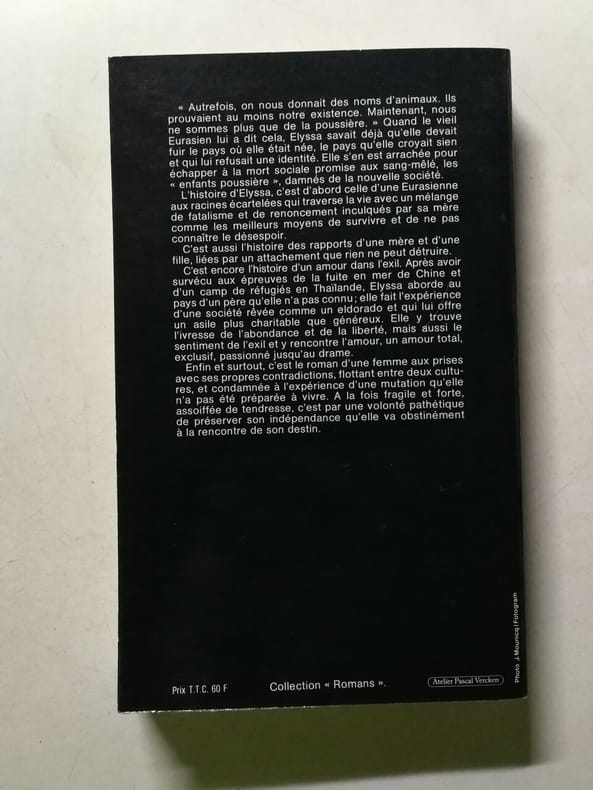 « Autrefois, on nous donnait des noms d'animaux. Ils
prouvaient au moins notre existence. Maintenant, nous
ne sommes plus que de la poussière. » Quand le vieil
Eurasien lui a dit cela, Elyssa savait déjà qu'elle devait
fuir le pays où elle était née, le pays qu'elle croyait sien
et qui lui refusait une identité. Elle s'en est arrachée pour
échapper à la mort sociale promise aux sang-mêlé, les
« enfants poussière », damnés de la nouvelle société.
L'histoire d'Elyssa, c'est d'abord celle d'une Eurasienne
aux racines écartelées qui traverse la vie avec un mélange
de fatalisme et de renoncement inculqués par sa mère
comme les meilleurs moyens de survivre et de ne pas
connaître le désespoir.
C'est aussi l'histoire des rapports d'une mère et d'une
fille, liées par un attachement que rien ne peut détruire.
C'est encore l'histoire d'un amour dans l'exil. Après avoir
survécu aux épreuves de la fuite en mer de Chine et
d'un camp de réfugiés en Thaïlande, Elyssa aborde au
pays d'un père qu'elle n'a pas connu ; elle fait l'expérience
d'une société rêvée comme un eldorado et qui lui offre
un asile plus charitable que généreux. Elle y trouve
l'ivresse de l'abondance et de la liberté, mais aussi le
sentiment de l'exil et y rencontre l'amour, un amour total,
exclusif, passionné jusqu'au drame.
Enfin et surtout, c'est le roman d'une femme aux prises
avec ses propres contradictions, flottant entre deux cultu-
res, et condamnée à l'expérience d'une mutation qu'elle
n'a pas été préparée à vivre. A la fois fragile et forte,
assoiffée de tendresse, c'est par une volonté pathétique
de préserver son indépendance qu'elle va obstinément
à la rencontre de son destin.
Photo J. Mounicq / Fotogram
Prix T.T.C. 60 F
Collection « Romans ».
Atelier Pascal Vercken